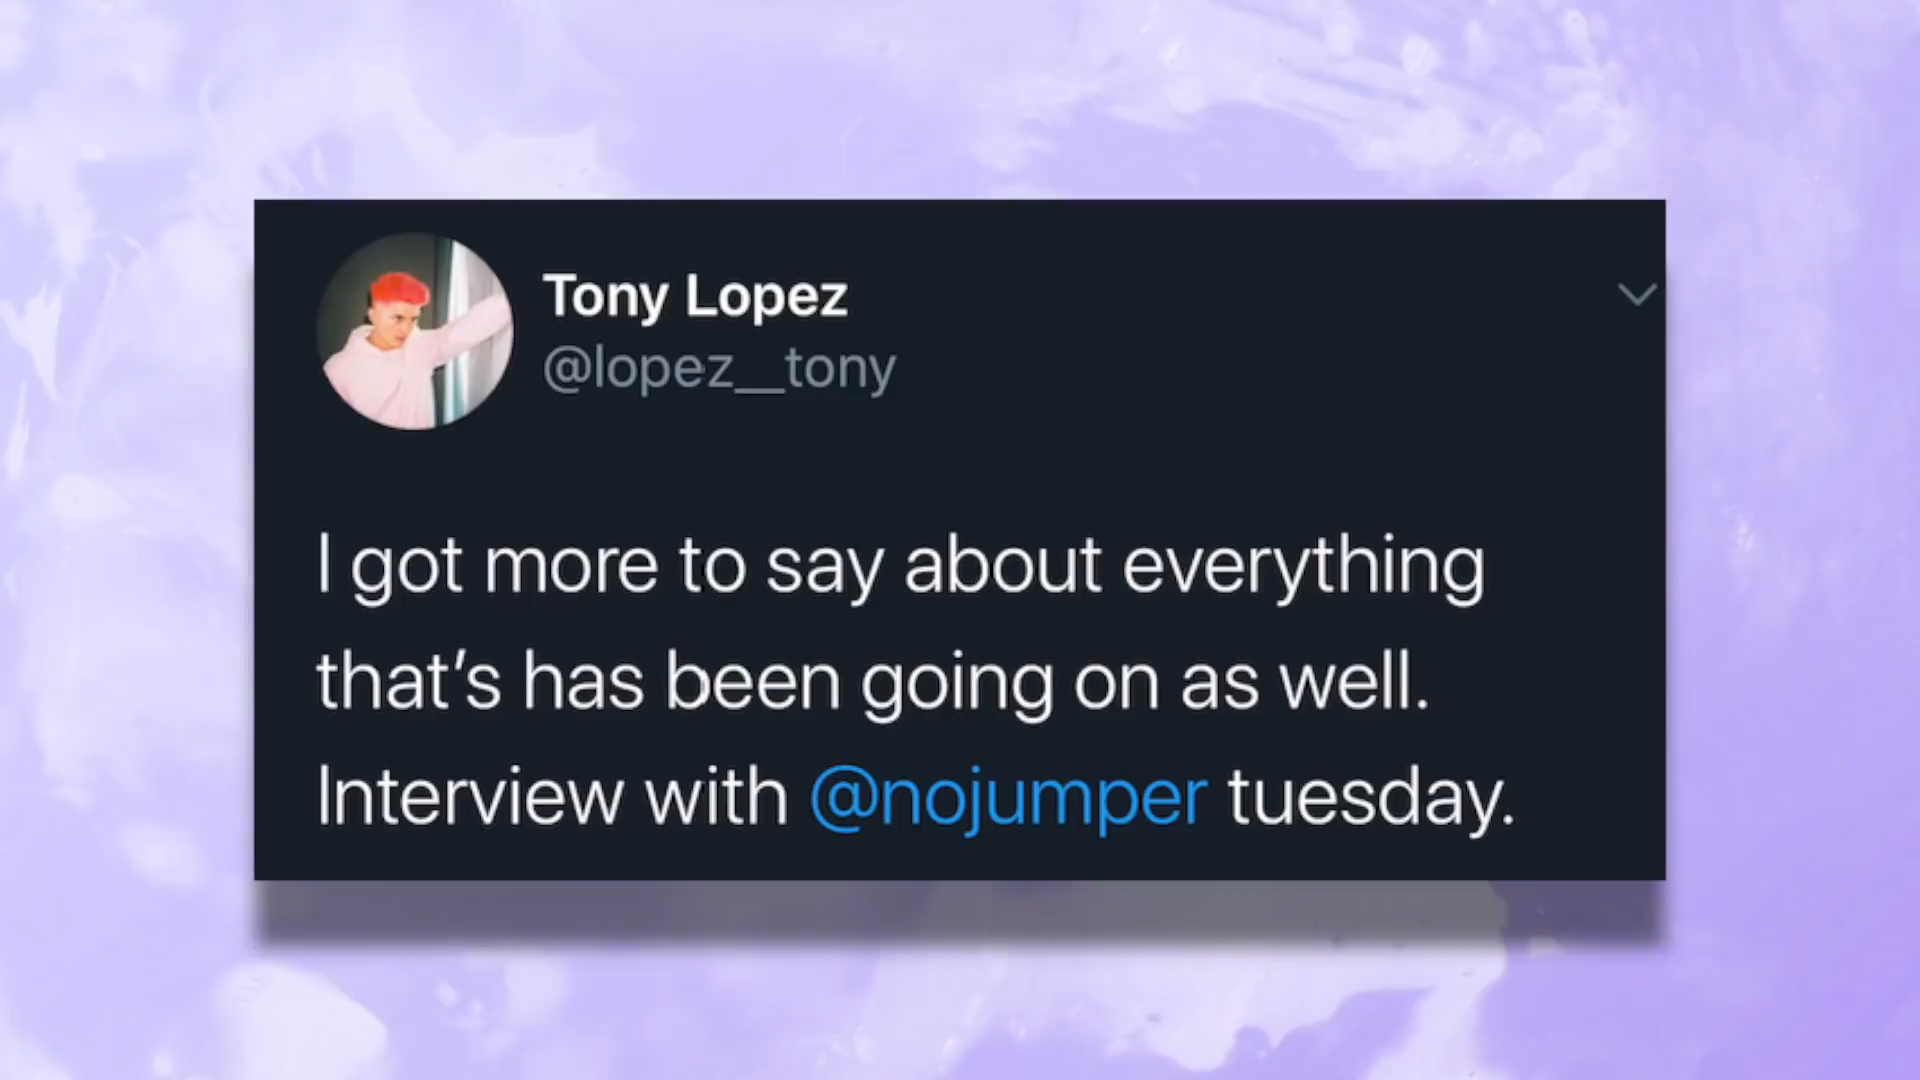 Tony Lopez
@lopez__tony
I got more to say about everything
that's has been going on as well.
Interview with @nojumper tuesday.